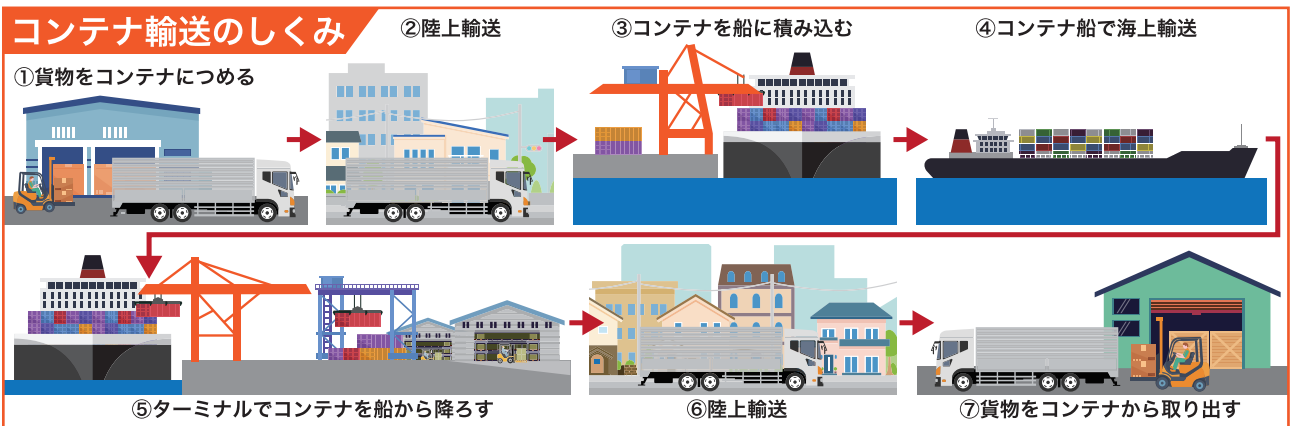 コンテナ輸送のしくみ
①貨物をコンテナにつめる
②陸上輸送
③コンテナを船に積み込む
④コンテナ船で海上輸送
⑤ターミナルでコンテナを船から降ろす
⑥陸上輸送
⑦貨物をコンテナから取り出す